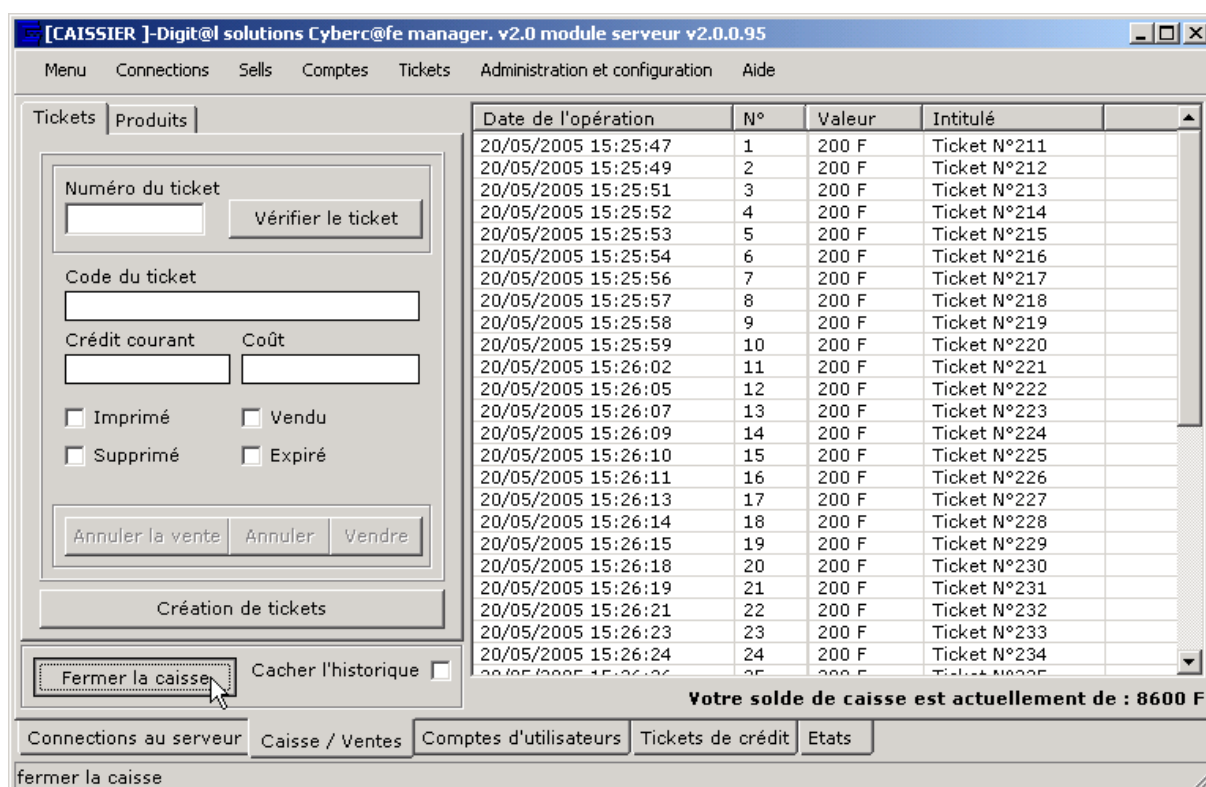 [CAISSIER ]-Digit@l solutions Cyberc@fe manager. v2.0 module serveur v2.0.0.95
Menu Connections Sells Comptes Tickets Administration et configuration Aide
Tickets Produits
Numéro du ticket
Vérifier le ticket
Code du ticket
Crédit courant Coût
Imprimé Vendu
Supprimé Expiré
Annuler la vente Annuler Vendre
Création de tickets
Fermer la caisse Cacher l'historique
Date de l'opération N° Valeur Intitulé
20/05/2005 15:25:47 1 200 F Ticket N°211
20/05/2005 15:25:49 2 200 F Ticket N°212
20/05/2005 15:25:51 3 200 F Ticket N°213
20/05/2005 15:25:52 4 200 F Ticket N°214
20/05/2005 15:25:53 5 200 F Ticket N°215
20/05/2005 15:25:54 6 200 F Ticket N°216
20/05/2005 15:25:56 7 200 F Ticket N°217
20/05/2005 15:25:57 8 200 F Ticket N°218
20/05/2005 15:25:58 9 200 F Ticket N°219
20/05/2005 15:25:59 10 200 F Ticket N°220
20/05/2005 15:26:02 11 200 F Ticket N°221
20/05/2005 15:26:05 12 200 F Ticket N°222
20/05/2005 15:26:07 13 200 F Ticket N°223
20/05/2005 15:26:09 14 200 F Ticket N°224
20/05/2005 15:26:10 15 200 F Ticket N°225
20/05/2005 15:26:11 16 200 F Ticket N°226
20/05/2005 15:26:13 17 200 F Ticket N°227
20/05/2005 15:26:14 18 200 F Ticket N°228
20/05/2005 15:26:15 19 200 F Ticket N°229
20/05/2005 15:26:18 20 200 F Ticket N°230
20/05/2005 15:26:19 21 200 F Ticket N°231
20/05/2005 15:26:21 22 200 F Ticket N°232
20/05/2005 15:26:23 23 200 F Ticket N°233
20/05/2005 15:26:24 24 200 F Ticket N°234
Votre solde de caisse est actuellement de : 8600 F
Connections au serveur Caisse / Ventes Comptes d'utilisateurs Tickets de crédit Etats
fermer la caisse